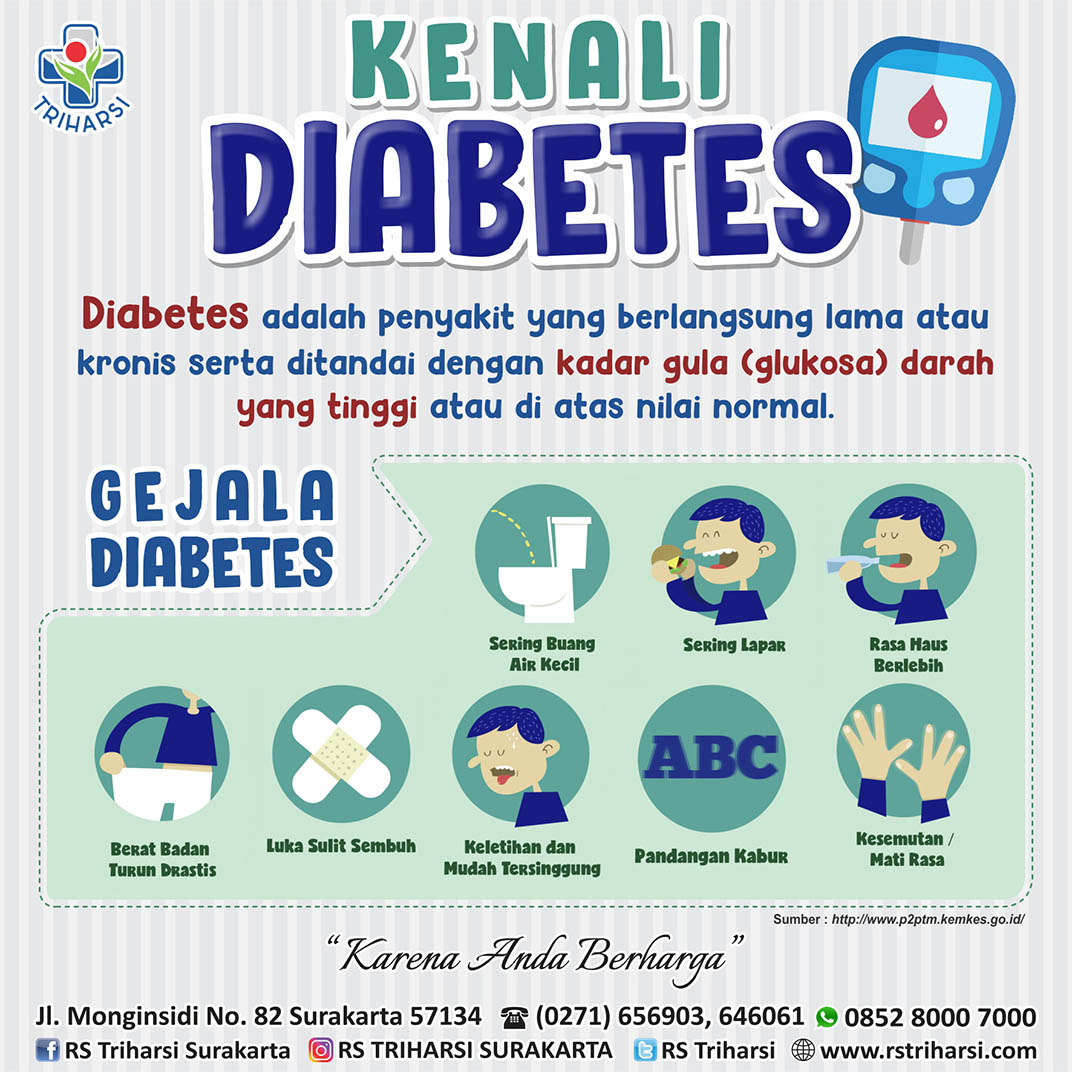 TRIHARSI
KENALI
DIABETES
Diabetes adalah penyakit yang berlangsung lama atau
kronis serta ditandai dengan kadar gula (glukosa) darah
yang tinggi atau di atas nilai normal.
GEJALA
DIABETES
Sering Buang
Air Kecil
Sering Lapar
Rasa Haus
Berlebih
Berat Badan
Turun Drastis
Luka Sulit Sembuh
Keletihan dan
Mudah Tersinggung
ABC
Pandangan Kabur
Kesemutan /
Mati Rasa
Sumber : http://www.p2ptm.kemkes.go.id/
“Karena Anda Berharga”
Jl. Monginsidi No. 82 Surakarta 57134 (0271) 656903, 646061 0852 8000 7000
RS Triharsi Surakarta RS TRIHARSI SURAKARTA RS Triharsi www.rstriharsi.com